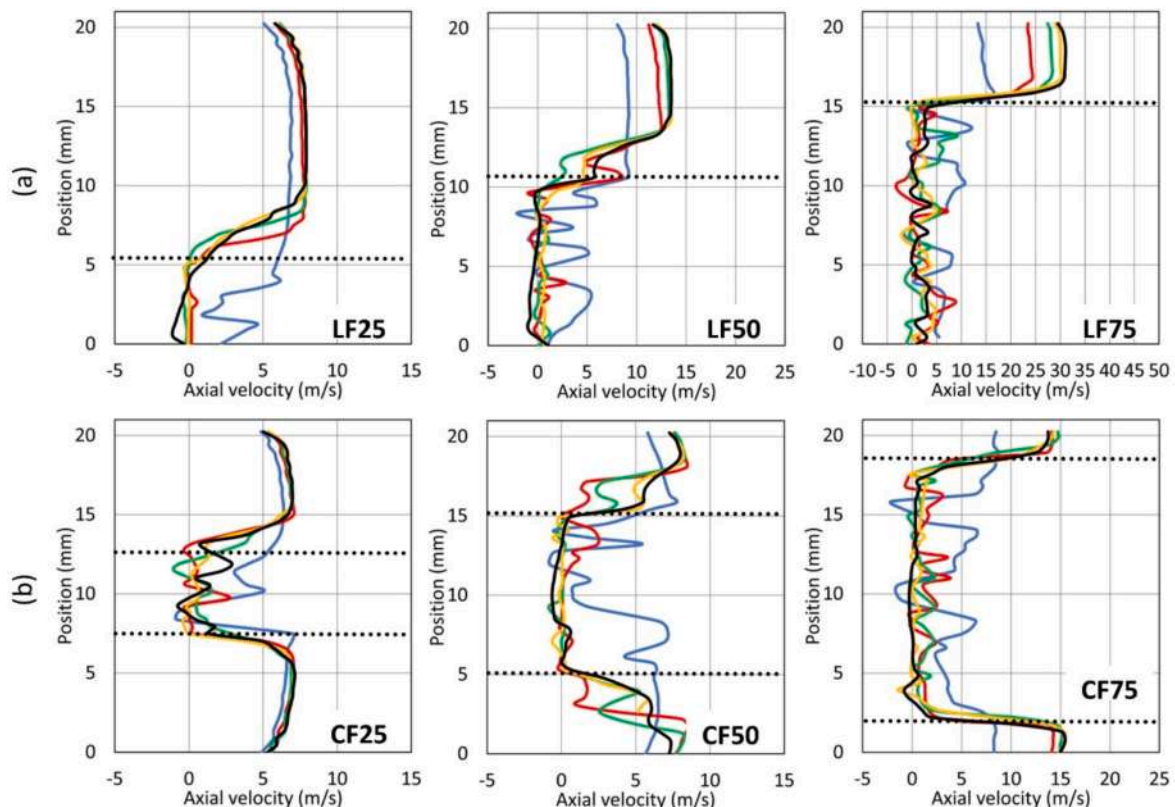 (a)
Position (mm)
20
15
10
5
0
-5 0 5 10 15
Axial velocity (m/s)
LF25
Position (mm)
20
15
10
5
0
-5 0 5 10 15 20 25
Axial velocity (m/s)
LF50
Position (mm)
20
15
10
5
0
-10 -5 0 5 10 15 20 25 30 35 40 45 50
Axial velocity (m/s)
LF75
(b)
Position (mm)
20
15
10
5
0
-5 0 5 10 15
Axial velocity (m/s)
CF25
Position (mm)
20
15
10
5
0
-5 0 5 10 15
Axial velocity (m/s)
CF50
Position (mm)
20
15
10
5
0
-5 0 5 10 15 20 25
Axial velocity (m/s)
CF75